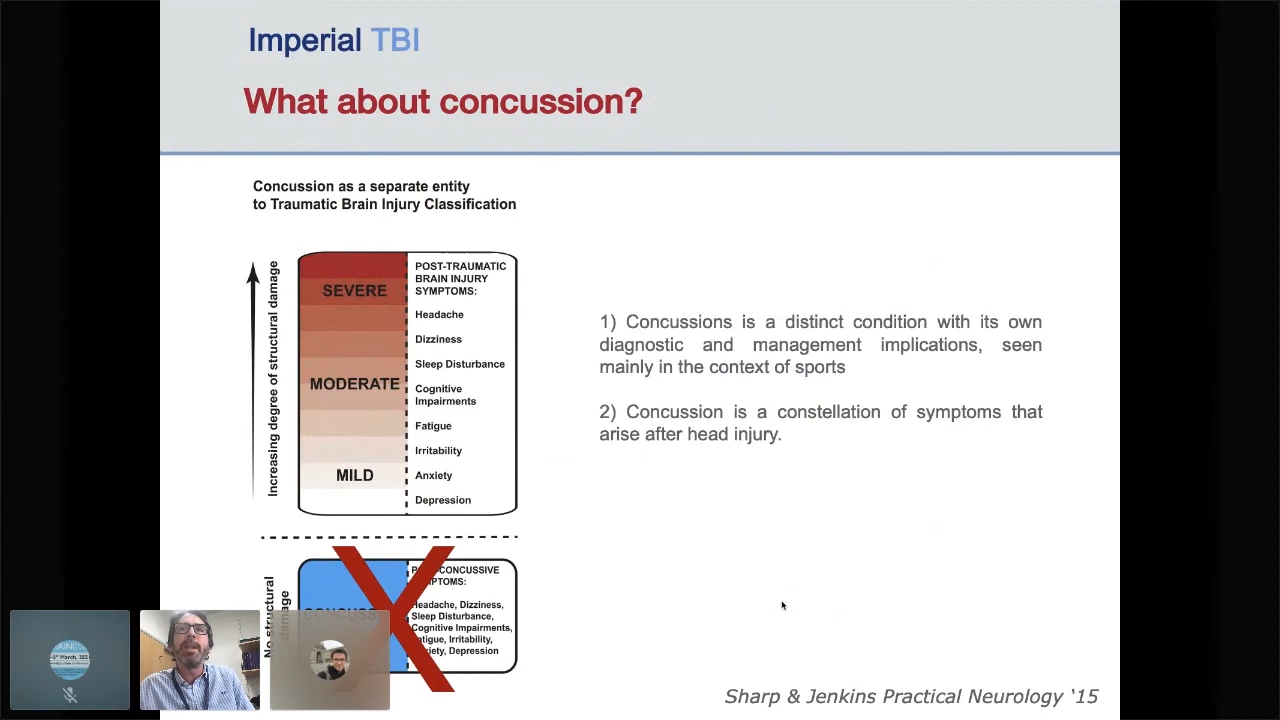 Imperial TBI
What about concussion?
Concussion as a separate entity
to Traumatic Brain Injury Classification
Increasing degree of structural damage
SEVERE
MODERATE
MILD
POST-TRAUMATIC
BRAIN INJURY
SYMPTOMS:
Headache
Dizziness
Sleep Disturbance
Cognitive
Impairments
Fatigue
Irritability
Anxiety
Depression
1) Concussions is a distinct condition with its own
diagnostic and management implications, seen
mainly in the context of sports
2) Concussion is a constellation of symptoms that
arise after head injury.
No structural
damage
CONCUSS
CONCUSSIVE
Headache, Dizziness,
Sleep Disturbance,
Cognitive Impairments,
Irritability,
Depression
Sharp & Jenkins Practical Neurology ‘15